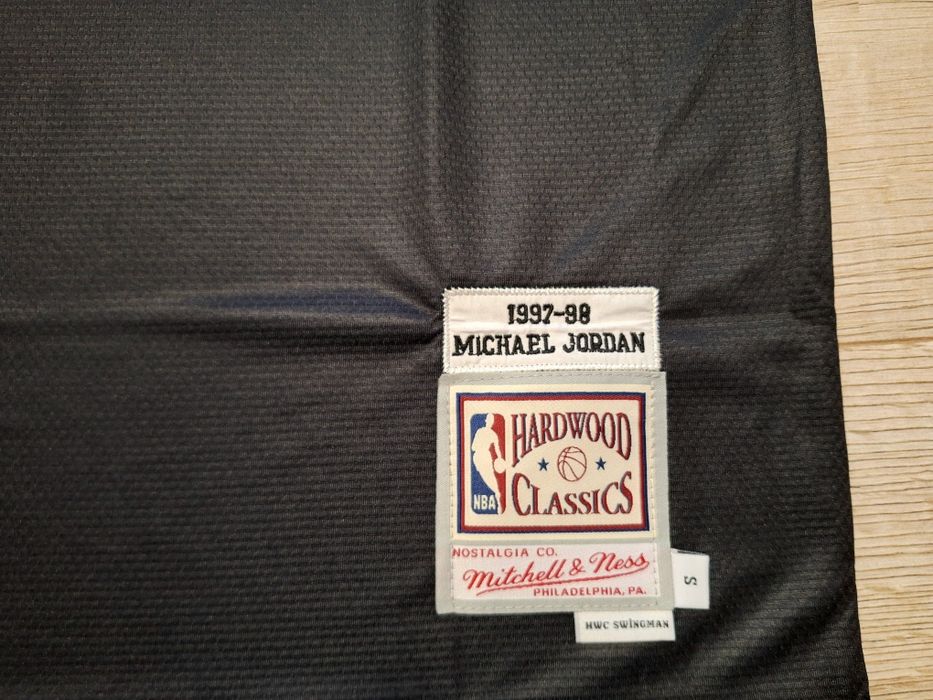 1997-98
MICHAEL JORDAN
HARDWOOD
CLASSICS
NBA
NOSTALGIA CO.
Mitchell & Ness
PHILADELPHIA, PA.
S
HWC SWINGMAN